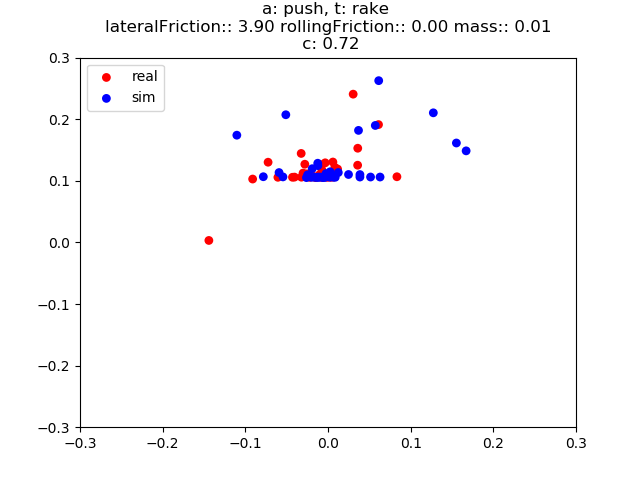 a: push, t: rake
lateralFriction:: 3.90 rollingFriction:: 0.00 mass:: 0.01
c: 0.72
real
sim
0.3
0.2
0.1
0.0
−0.1
−0.2
−0.3
−0.3 −0.2 −0.1 0.0 0.1 0.2 0.3